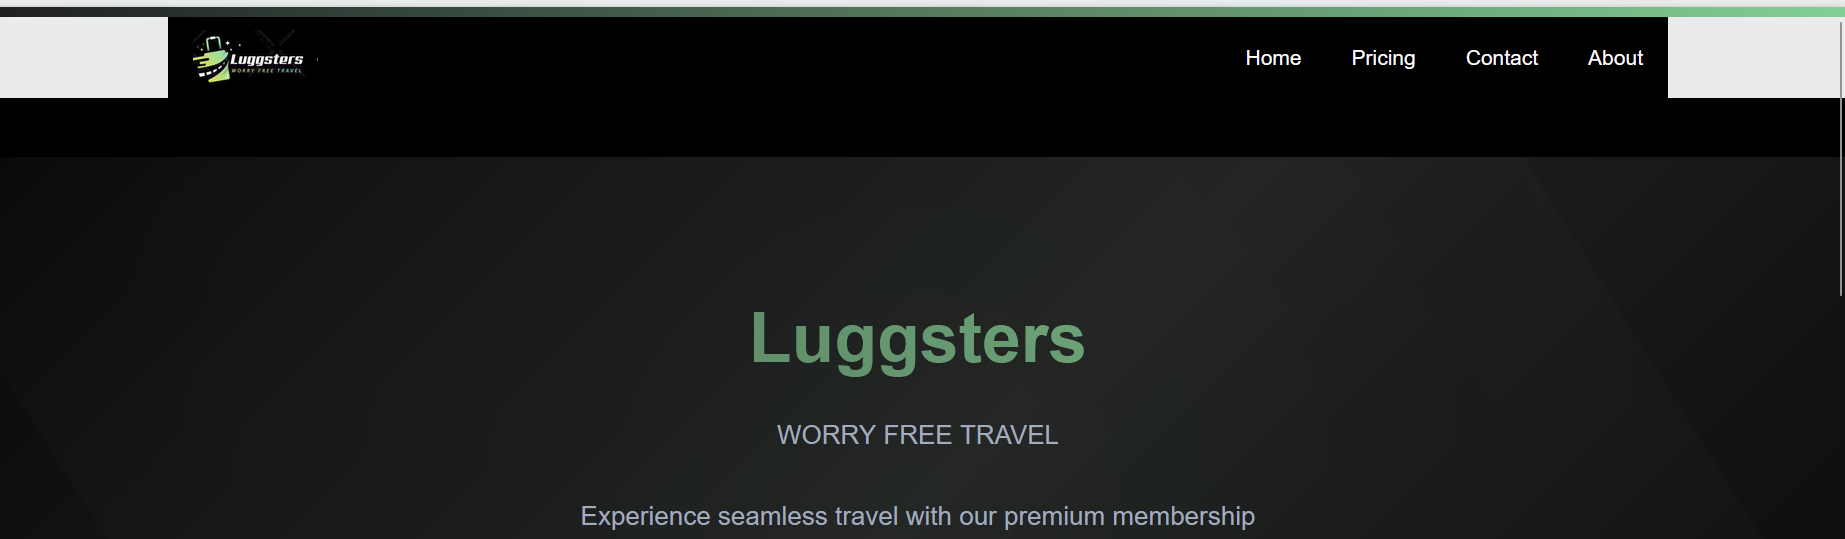 Luggsters
WORRY FREE TRAVEL
Home Pricing Contact About
Luggsters
WORRY FREE TRAVEL
Experience seamless travel with our premium membership